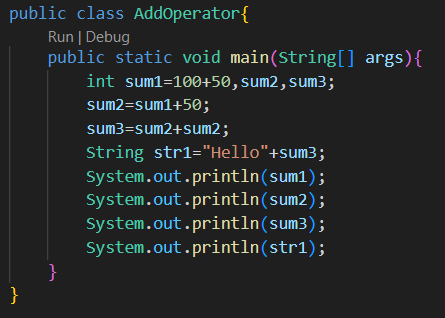 public class AddOperator{
Run | Debug
public static void main(String[] args){
int sum1=100+50,sum2,sum3;
sum2=sum1+50;
sum3=sum2+sum2;
String str1="Hello"+sum3;
System.out.println(sum1);
System.out.println(sum2);
System.out.println(sum3);
System.out.println(str1);
}
}